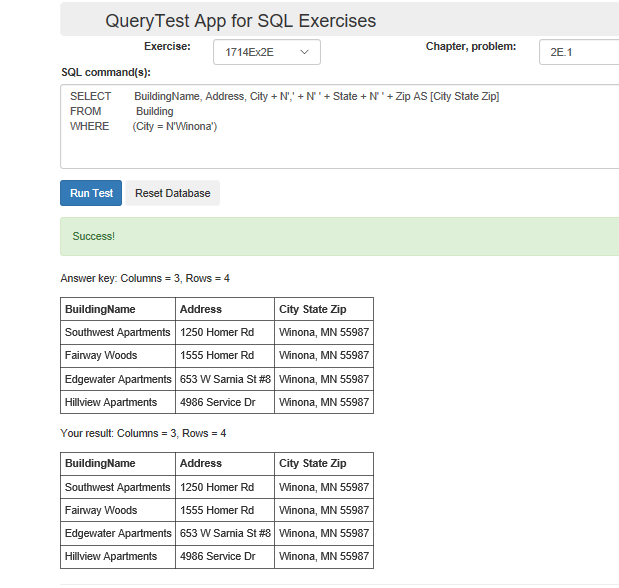 QueryTest App for SQL Exercises
Exercise: 1714Ex2E Chapter, problem: 2E.1
SQL command(s):
SELECT BuildingName, Address, City + N',' + N' ' + State + N' ' + Zip AS [City State Zip]
FROM Building
WHERE (City = N'Winona')
Run Test Reset Database
Success!
Answer key: Columns = 3, Rows = 4
BuildingName Address City State Zip
Southwest Apartments 1250 Homer Rd Winona, MN 55987
Fairway Woods 1555 Homer Rd Winona, MN 55987
Edgewater Apartments 653 W Sarnia St #8 Winona, MN 55987
Hillview Apartments 4986 Service Dr Winona, MN 55987
Your result: Columns = 3, Rows = 4
BuildingName Address City State Zip
Southwest Apartments 1250 Homer Rd Winona, MN 55987
Fairway Woods 1555 Homer Rd Winona, MN 55987
Edgewater Apartments 653 W Sarnia St #8 Winona, MN 55987
Hillview Apartments 4986 Service Dr Winona, MN 55987